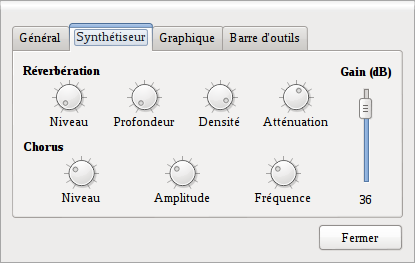 Général Synthétiseur Graphique Barre d'outils
Réverbération Gain (dB)
Niveau Profondeur Densité Atténuation
Chorus
Niveau Amplitude Fréquence 36
Fermer